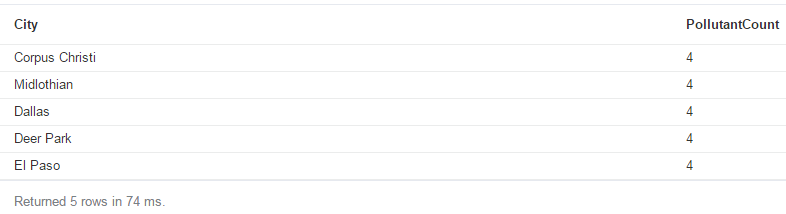 City PollutantCount
Corpus Christi 4
Midlothian 4
Dallas 4
Deer Park 4
El Paso 4
Returned 5 rows in 74 ms.